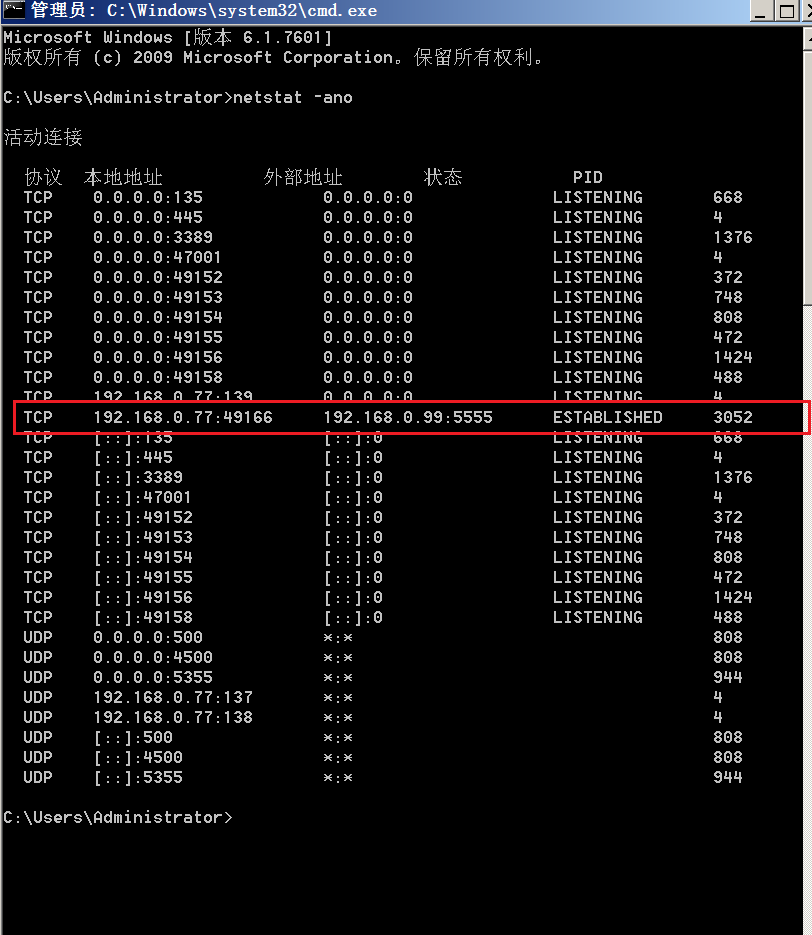 管理员: C:\Windows\system32\cmd.exe
Microsoft Windows [版本 6.1.7601]
版权所有 (c) 2009 Microsoft Corporation。保留所有权利。
C:\Users\Administrator>netstat -ano
活动连接
协议 本地地址 外部地址 状态 PID
TCP 0.0.0.0:135 0.0.0.0:0 LISTENING 668
TCP 0.0.0.0:445 0.0.0.0:0 LISTENING 4
TCP 0.0.0.0:3389 0.0.0.0:0 LISTENING 1376
TCP 0.0.0.0:47001 0.0.0.0:0 LISTENING 4
TCP 0.0.0.0:49152 0.0.0.0:0 LISTENING 372
TCP 0.0.0.0:49153 0.0.0.0:0 LISTENING 748
TCP 0.0.0.0:49154 0.0.0.0:0 LISTENING 808
TCP 0.0.0.0:49155 0.0.0.0:0 LISTENING 472
TCP 0.0.0.0:49156 0.0.0.0:0 LISTENING 1424
TCP 0.0.0.0:49158 0.0.0.0:0 LISTENING 488
TCP 192.168.0.77:139 0.0.0.0:0 LISTENING 4
TCP 192.168.0.77:49166 192.168.0.99:5555 ESTABLISHED 3052
TCP [::]:135 [::]:0 LISTENING 668
TCP [::]:445 [::]:0 LISTENING 4
TCP [::]:3389 [::]:0 LISTENING 1376
TCP [::]:47001 [::]:0 LISTENING 4
TCP [::]:49152 [::]:0 LISTENING 372
TCP [::]:49153 [::]:0 LISTENING 748
TCP [::]:49154 [::]:0 LISTENING 808
TCP [::]:49155 [::]:0 LISTENING 472
TCP [::]:49156 [::]:0 LISTENING 1424
TCP [::]:49158 [::]:0 LISTENING 488
UDP 0.0.0.0:500 *:* 808
UDP 0.0.0.0:4500 *:* 808
UDP 0.0.0.0:5355 *:* 944
UDP 192.168.0.77:137 *:* 4
UDP 192.168.0.77:138 *:* 4
UDP [::]:500 *:* 808
UDP [::]:4500 *:* 808
UDP [::]:5355 *:* 944
C:\Users\Administrator>